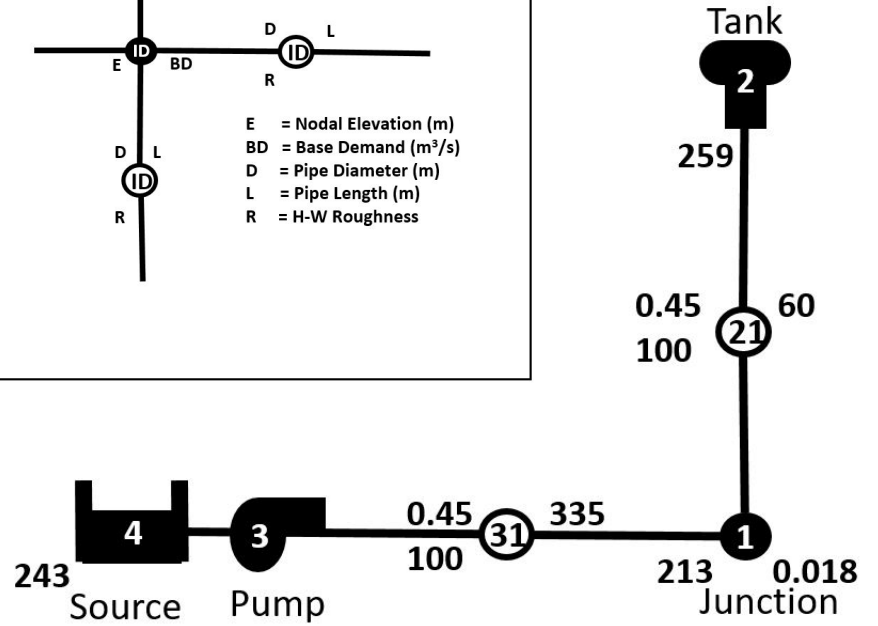 D L
ID ID
E BD
R
E = Nodal Elevation (m)
BD = Base Demand (m³/s)
D = Pipe Diameter (m)
L = Pipe Length (m)
R = H-W Roughness
D L
ID
R
Tank
2
259
0.45 60
21
100
4 3 0.45 31 335 1
100
243 213 0.018
Source Pump Junction